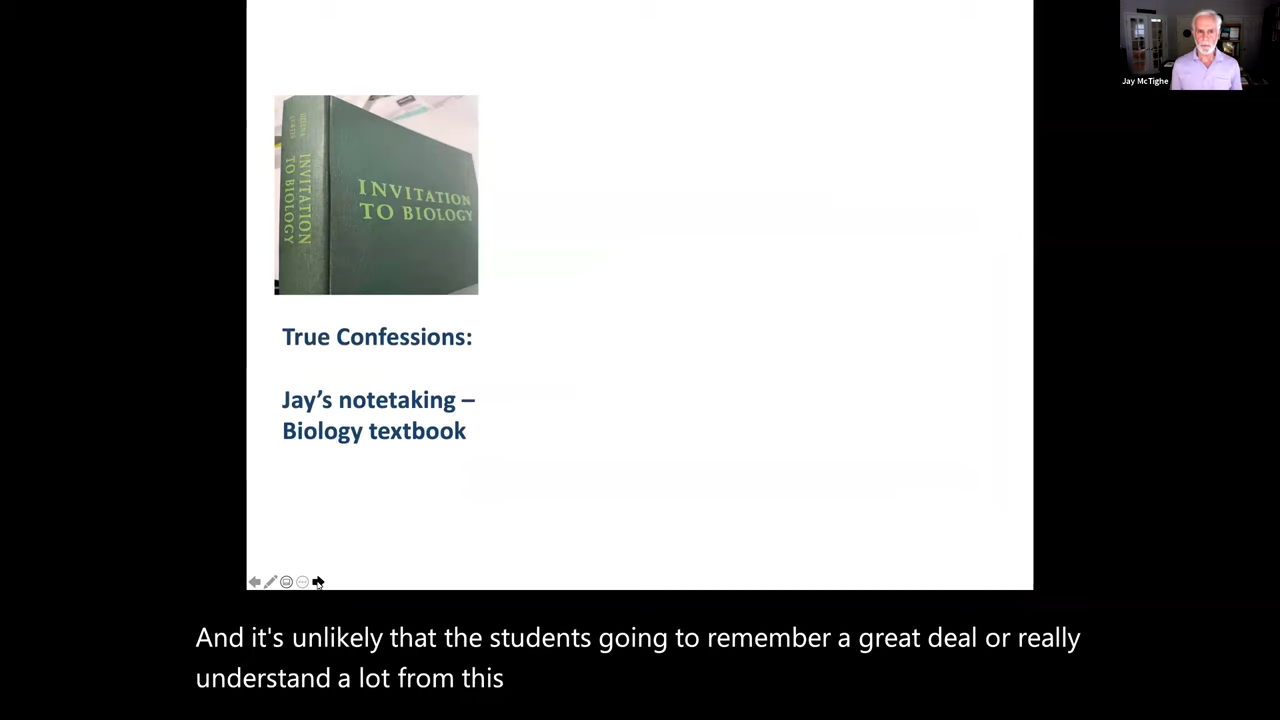 Jay McTighe
INVITATION
TO BIOLOGY
INVITATION
TO BIOLOGY
True Confessions:
Jay’s notetaking –
Biology textbook
And it's unlikely that the students going to remember a great deal or really
understand a lot from this